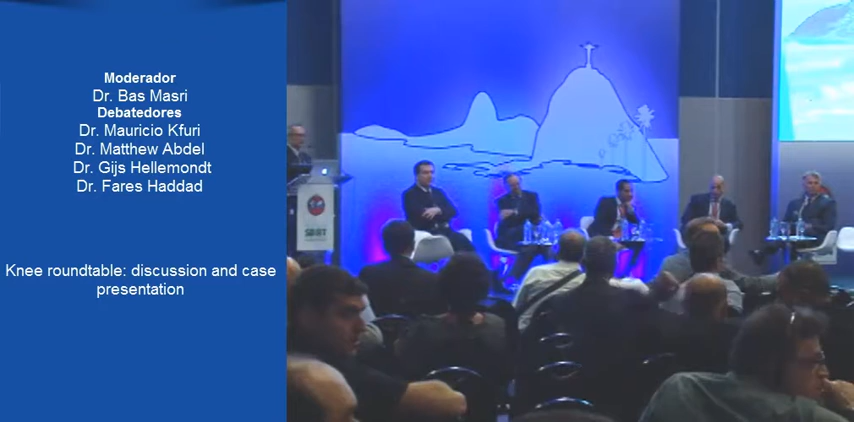 Moderador
Dr. Bas Masri
Debatedores
Dr. Mauricio Kfuri
Dr. Matthew Abdel
Dr. Gijs Hellemondt
Dr. Fares Haddad
Knee roundtable: discussion and case
presentation
SBOT